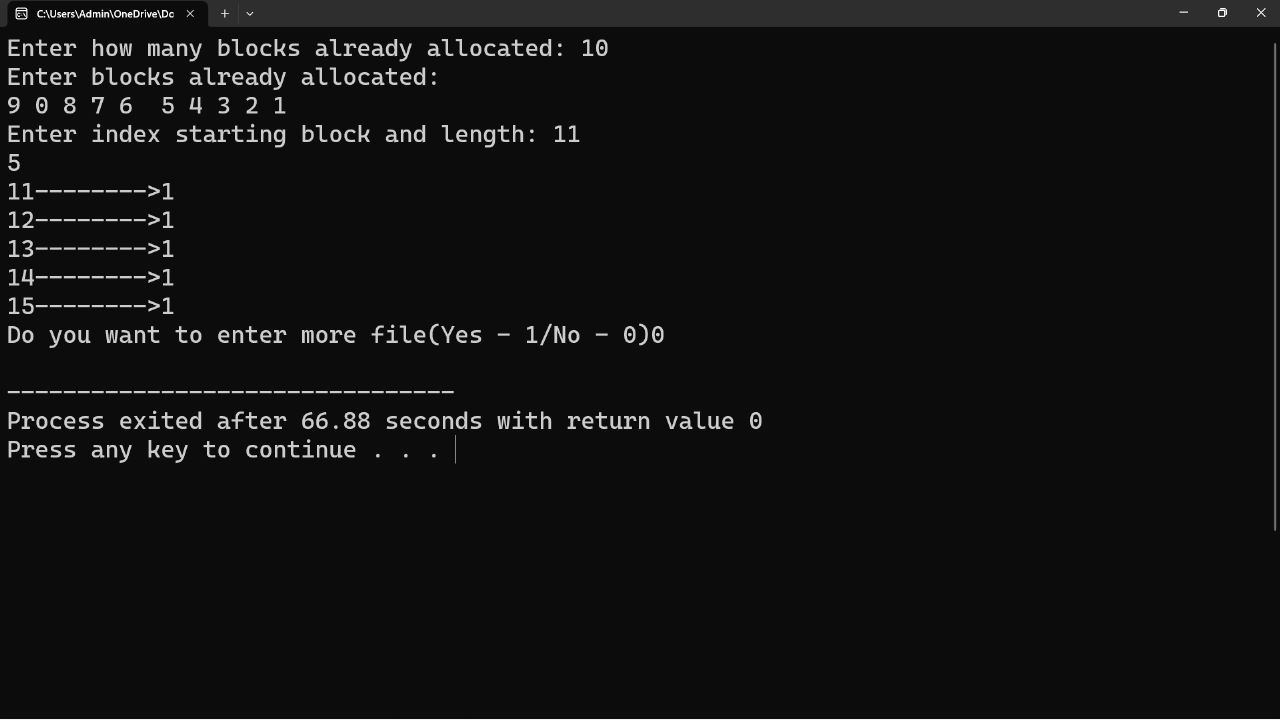 C:\Users\Admin\OneDrive\Do
Enter how many blocks already allocated: 10
Enter blocks already allocated:
9 0 8 7 6  5 4 3 2 1
Enter index starting block and length: 11
5
11-------->1
12-------->1
13-------->1
14-------->1
15-------->1
Do you want to enter more file(Yes - 1/No - 0)0
--------------------------------
Process exited after 66.88 seconds with return value 0
Press any key to continue . . .